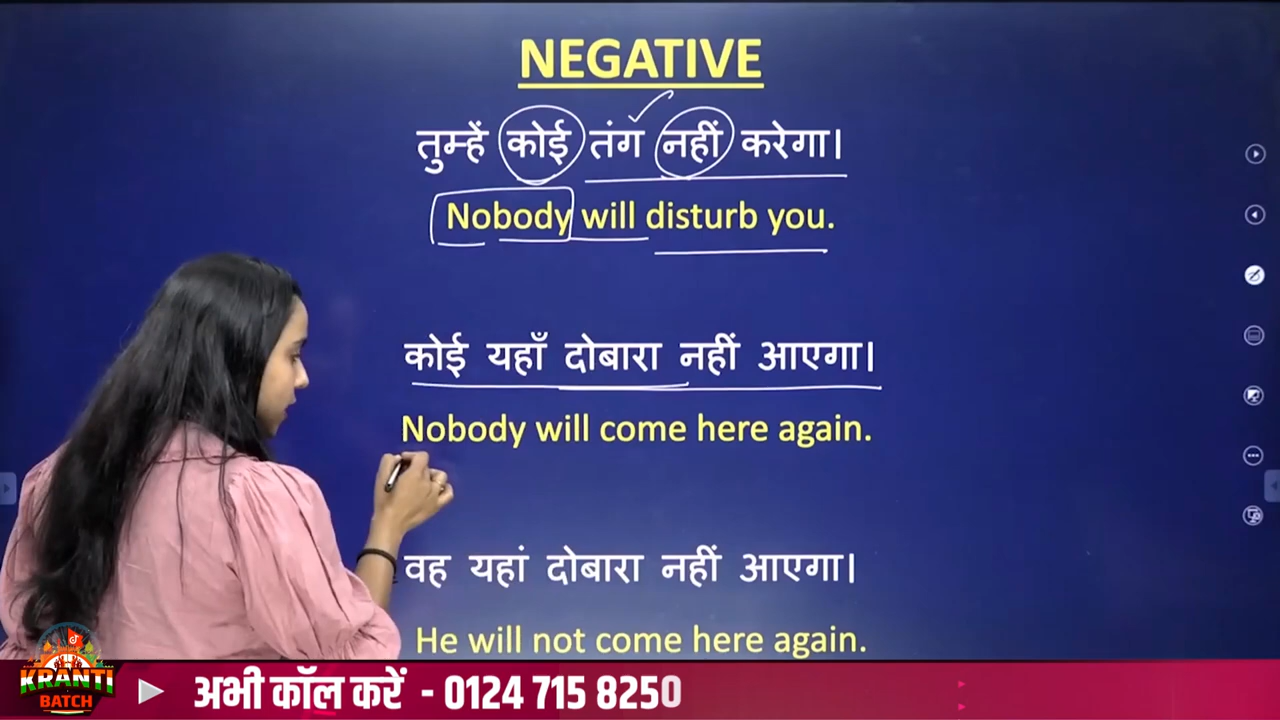 NEGATIVE
तुम्हें कोई तंग नहीं करेगा।
Nobody will disturb you.
कोई यहाँ दोबारा नहीं आएगा।
Nobody will come here again.
वह यहां दोबारा नहीं आएगा।
He will not come here again.
KRANTI
BATCH
अभी कॉल करें - 0124 715 8250